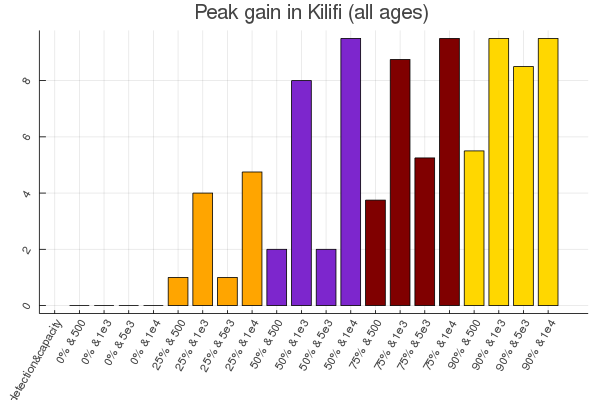 Peak gain in Kilifi (all ages)
8
6
4
2
0
detection&capacity
0% & 500
0% & 1e3
0% & 5e3
0% & 1e4
25% & 500
25% & 1e3
25% & 5e3
25% & 1e4
50% & 500
50% & 1e3
50% & 5e3
50% & 1e4
75% & 500
75% & 1e3
75% & 5e3
75% & 1e4
90% & 500
90% & 1e3
90% & 5e3
90% & 1e4